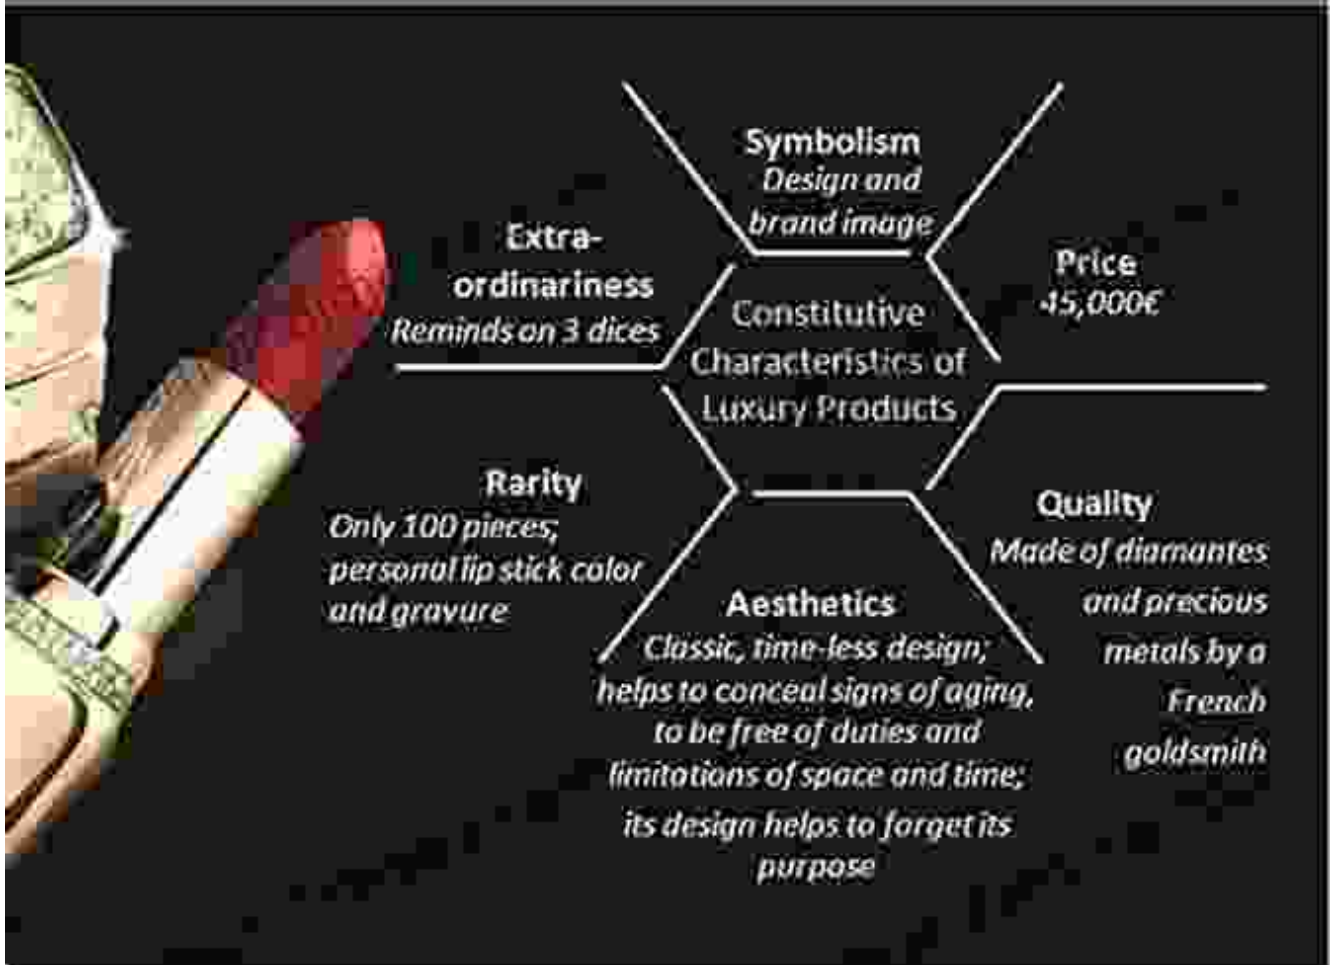 Symbolism
Design and
brand image
Extra-
ordinariness
Reminds on 3 dices
Price
45,000€
Constitutive
Characteristics of
Luxury Products
Rarity
Only 100 pieces;
personal lip stick color
and gravure
Quality
Made of diamantes
and precious
metals by a
French
goldsmith
Aesthetics
Classic, time-less design;
helps to conceal signs of aging,
to be free of duties and
limitations of space and time;
its design helps to forget its
purpose